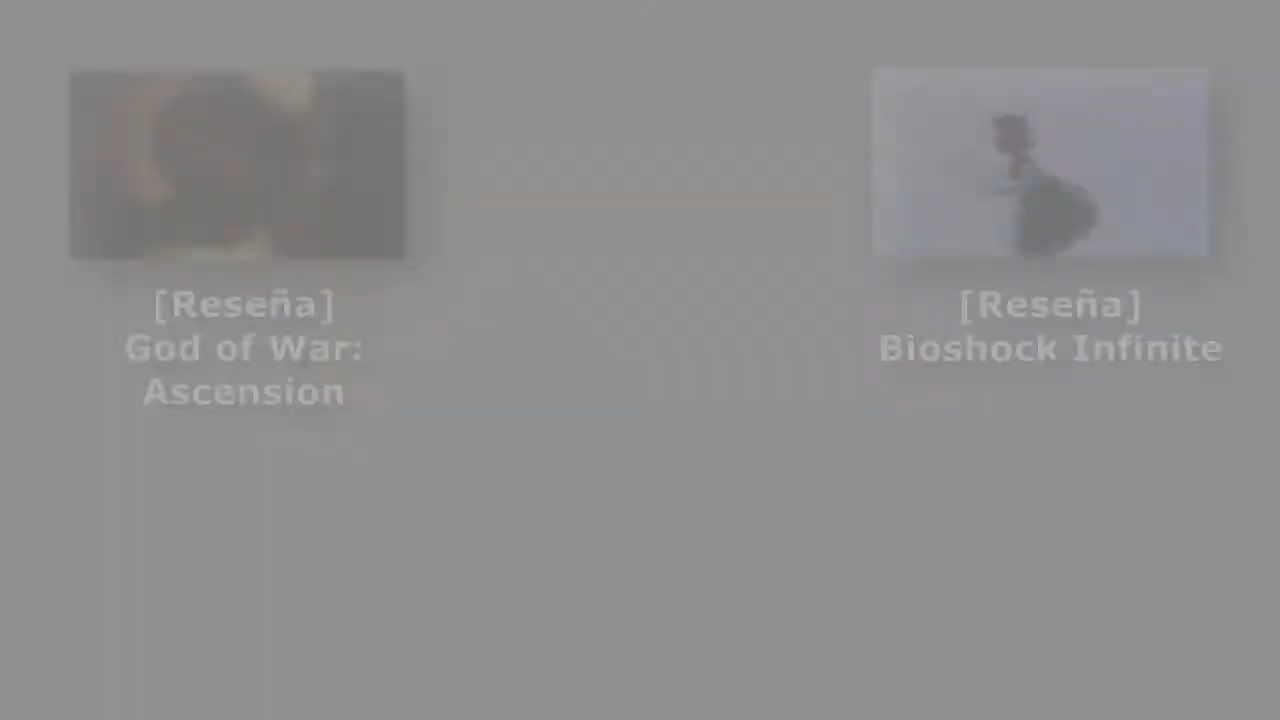 [Reseña]
God of War:
Ascension
[Reseña]
Bioshock Infinite